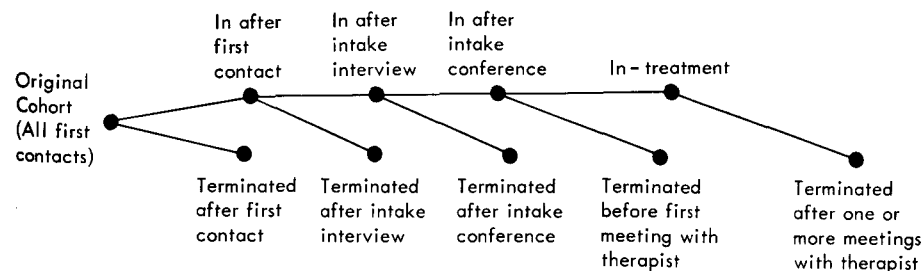 Original
Cohort
(All first
contacts)
In after
first
contact
In after
intake
interview
In after
intake
conference
In-treatment
Terminated
after first
contact
Terminated
after intake
interview
Terminated
after intake
conference
Terminated
before first
meeting with
therapist
Terminated
after one or
more meetings
with therapist